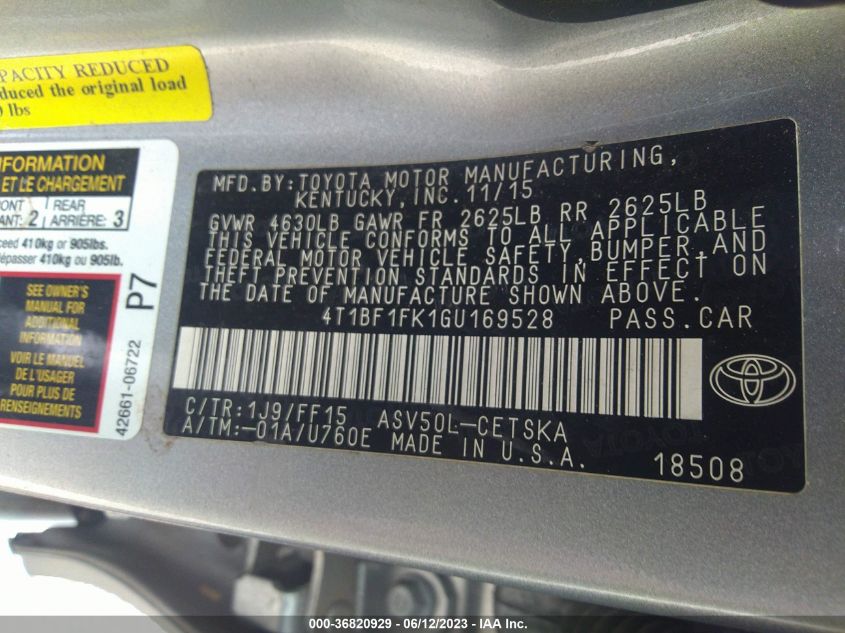 PACITY REDUCED
duced the original load
lbs
FORMATION
ET LE CHARGEMENT
REAR
2 ARRIÈRE: 3
ceed 410kg or 905lbs.
dépasser 410kg ou 905lb.
SEE OWNER'S
MANUAL FOR
ADDITIONAL
INFORMATION
VOIR LE MANUEL
DE L'USAGER
POUR PLUS DE
RENSEIGNEMENTS
42661-06722 P7
MFD.BY:TOYOTA MOTOR MANUFACTURING,
KENTUCKY,INC.11/15
GVWR 4630LB GAWR FR 2625LB RR 2625LB
THIS VEHICLE CONFORMS TO ALL APPLICABLE
FEDERAL MOTOR VEHICLE SAFETY,BUMPER,AND
THEFT PREVENTION STANDARDS IN EFFECT ON
THE DATE OF MANUFACTURE SHOWN ABOVE.
4T1BF1FK1GU169528 PASS.CAR
C/TR:1J9/FF15 ASV50L-CETSKA
A/TM:-01A/U760E MADE IN U.S.A.
18508
000-36820929 - 06/12/2023 - IAA Inc.